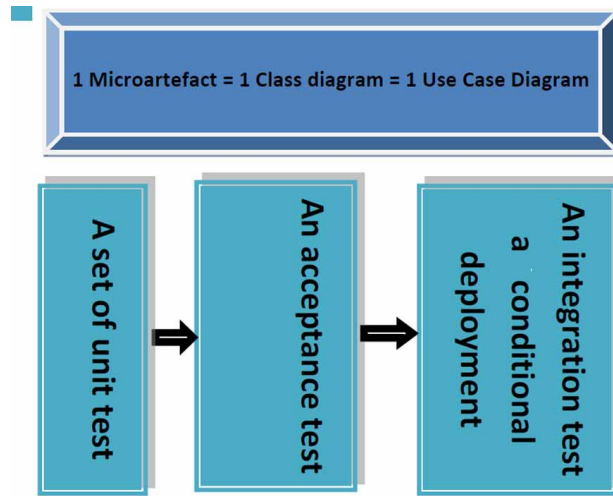 1 Microartefact = 1 Class diagram = 1 Use Case Diagram
A set of unit test
An acceptance test
An integration test
a conditional
deployment